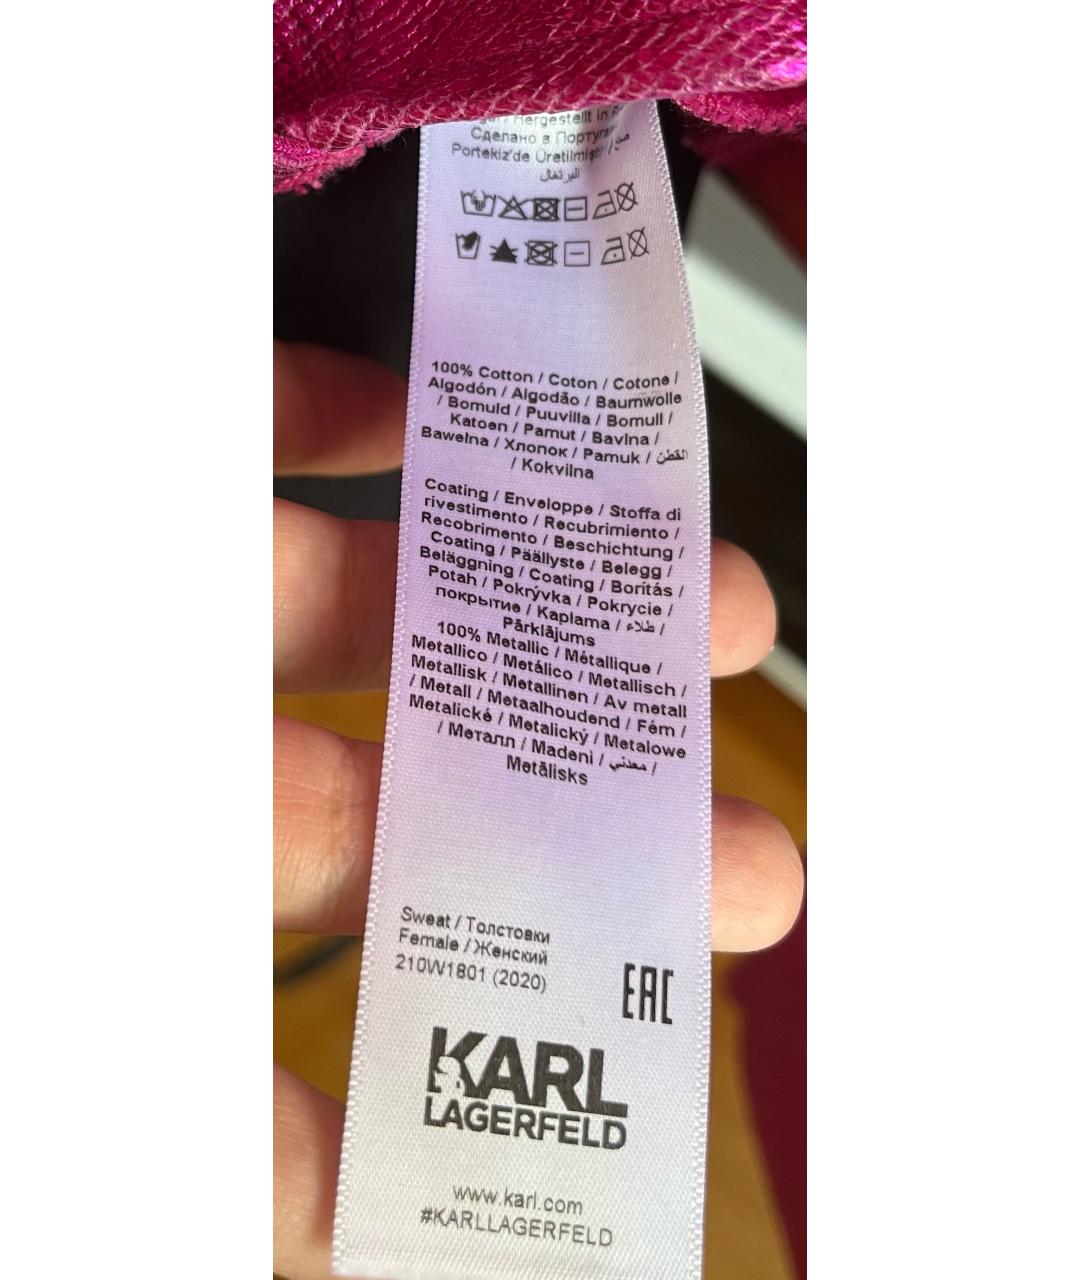 Hergestellt in
Сделано в Португа
Portekiz'de Üretilmiştir /
البرتغال
100% Cotton / Coton / Cotone /
Algodón / Algodão / Baumwolle
/ Bomuld / Puuvilla / Bomull /
Katoen / Pamut / Bavlna /
Bawełna / Хлопок / Pamuk / القطن
/ Kokvilna
Coating / Enveloppe / Stoffa di
rivestimento / Recubrimiento /
Recobrimento / Beschichtung /
Coating / Päällyste / Belegg /
Beläggning / Coating / Borítás /
Potah / Pokrývka / Pokrycie /
покрытие / Kaplama / طلاء /
Pārklājums
100% Metallic / Métallique /
Metallico / Metálico / Metallisch /
Metallisk / Metallinen / Av metall
/ Metall / Metaalhoudend / Fém /
Metalické / Metalický / Metalowe
/ Металл / Madeni / معدني /
Metālisks
Sweat / Толстовки
Female / Женский
210W1801 (2020)
EAC
KARL
LAGERFELD
www.karl.com
#KARLLAGERFELD